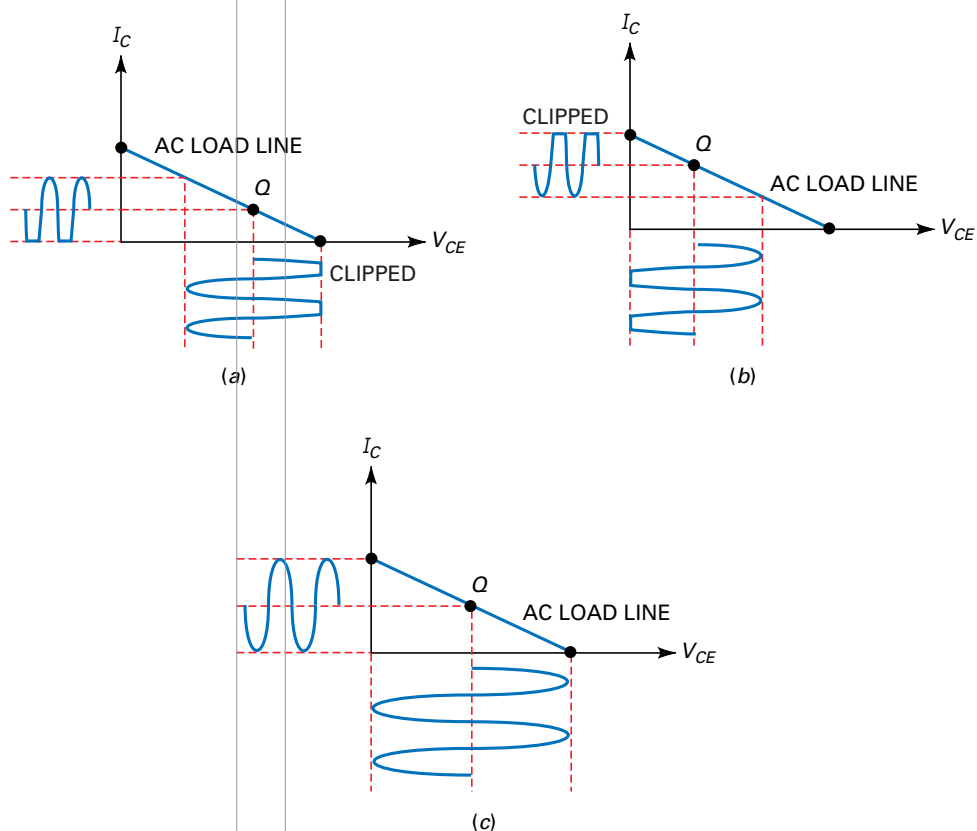 I_C
AC LOAD LINE
Q
V_CE
CLIPPED
(a)
I_C
CLIPPED
Q
AC LOAD LINE
V_CE
(b)
I_C
Q
AC LOAD LINE
V_CE
(c)